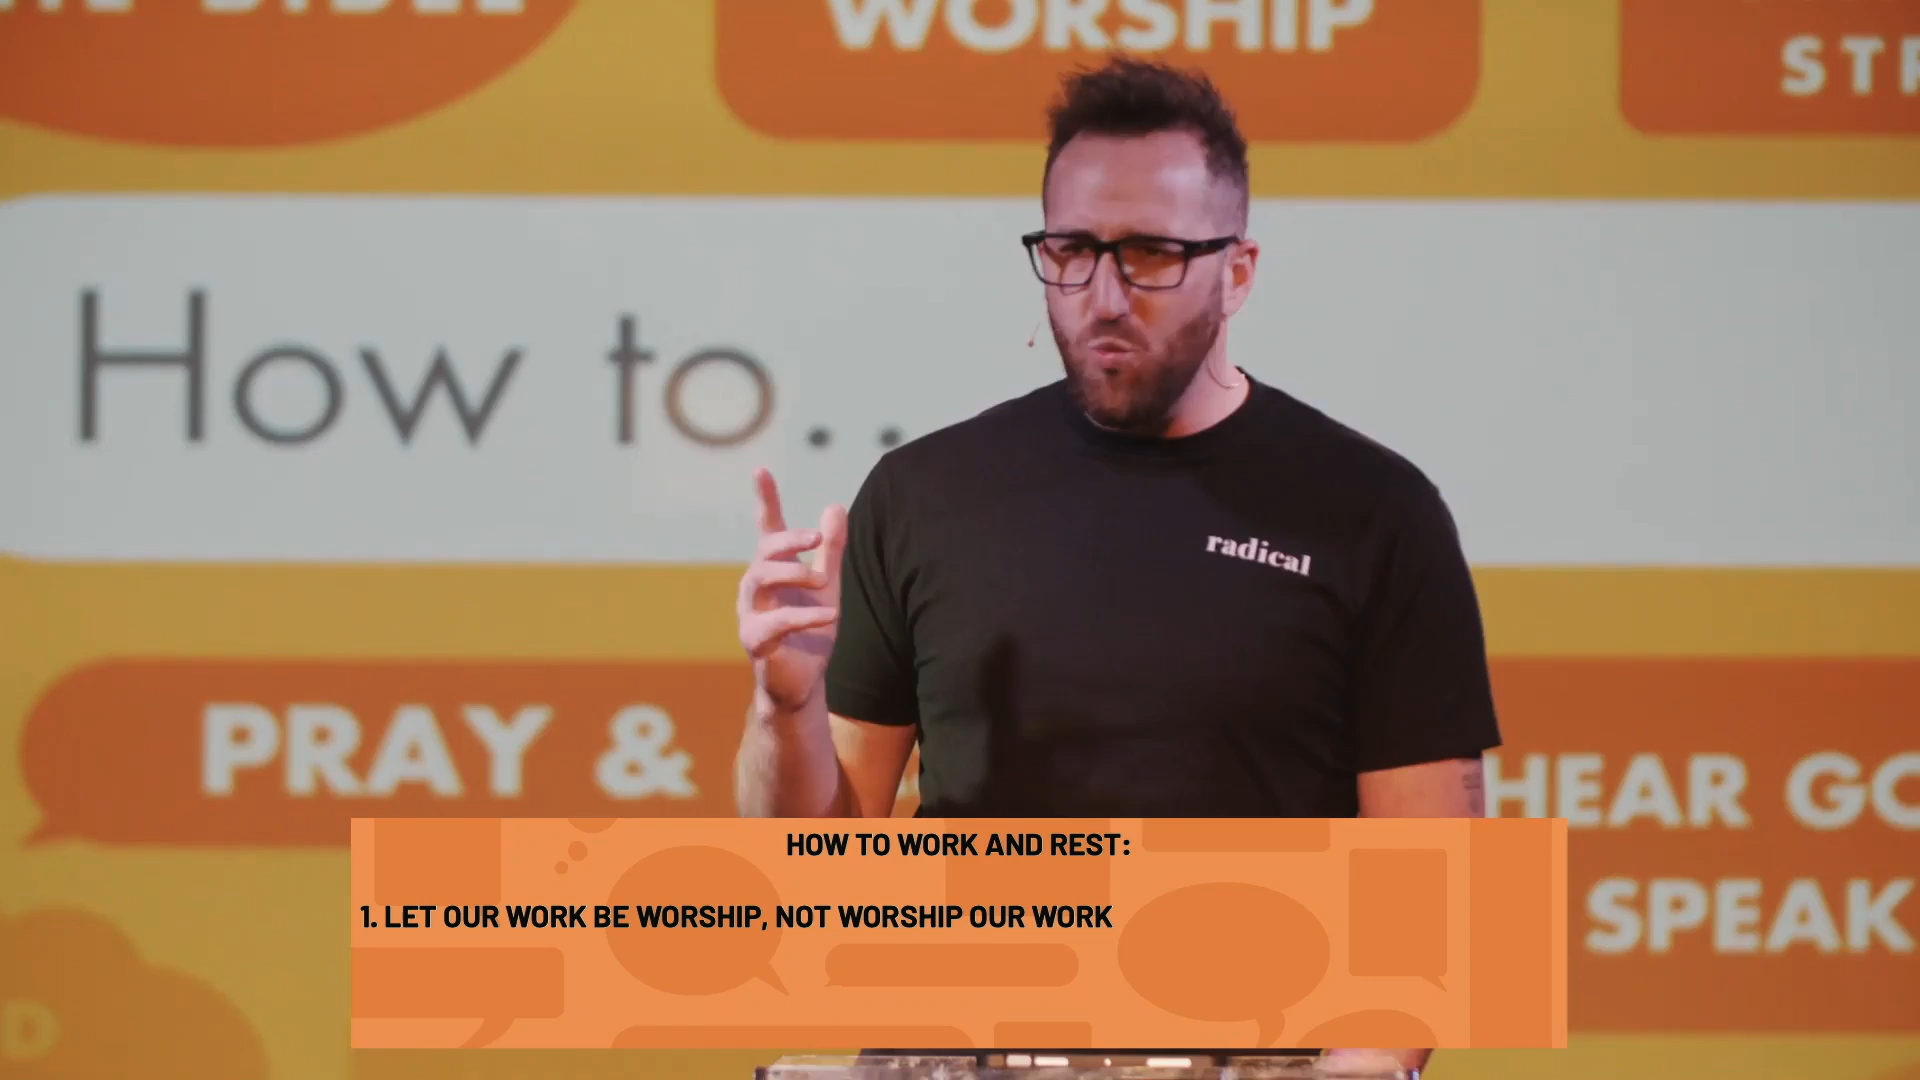 WORSHIP
How to..
radical
PRAY &
HEAR
SPEAK
HOW TO WORK AND REST:
1. LET OUR WORK BE WORSHIP, NOT WORSHIP OUR WORK